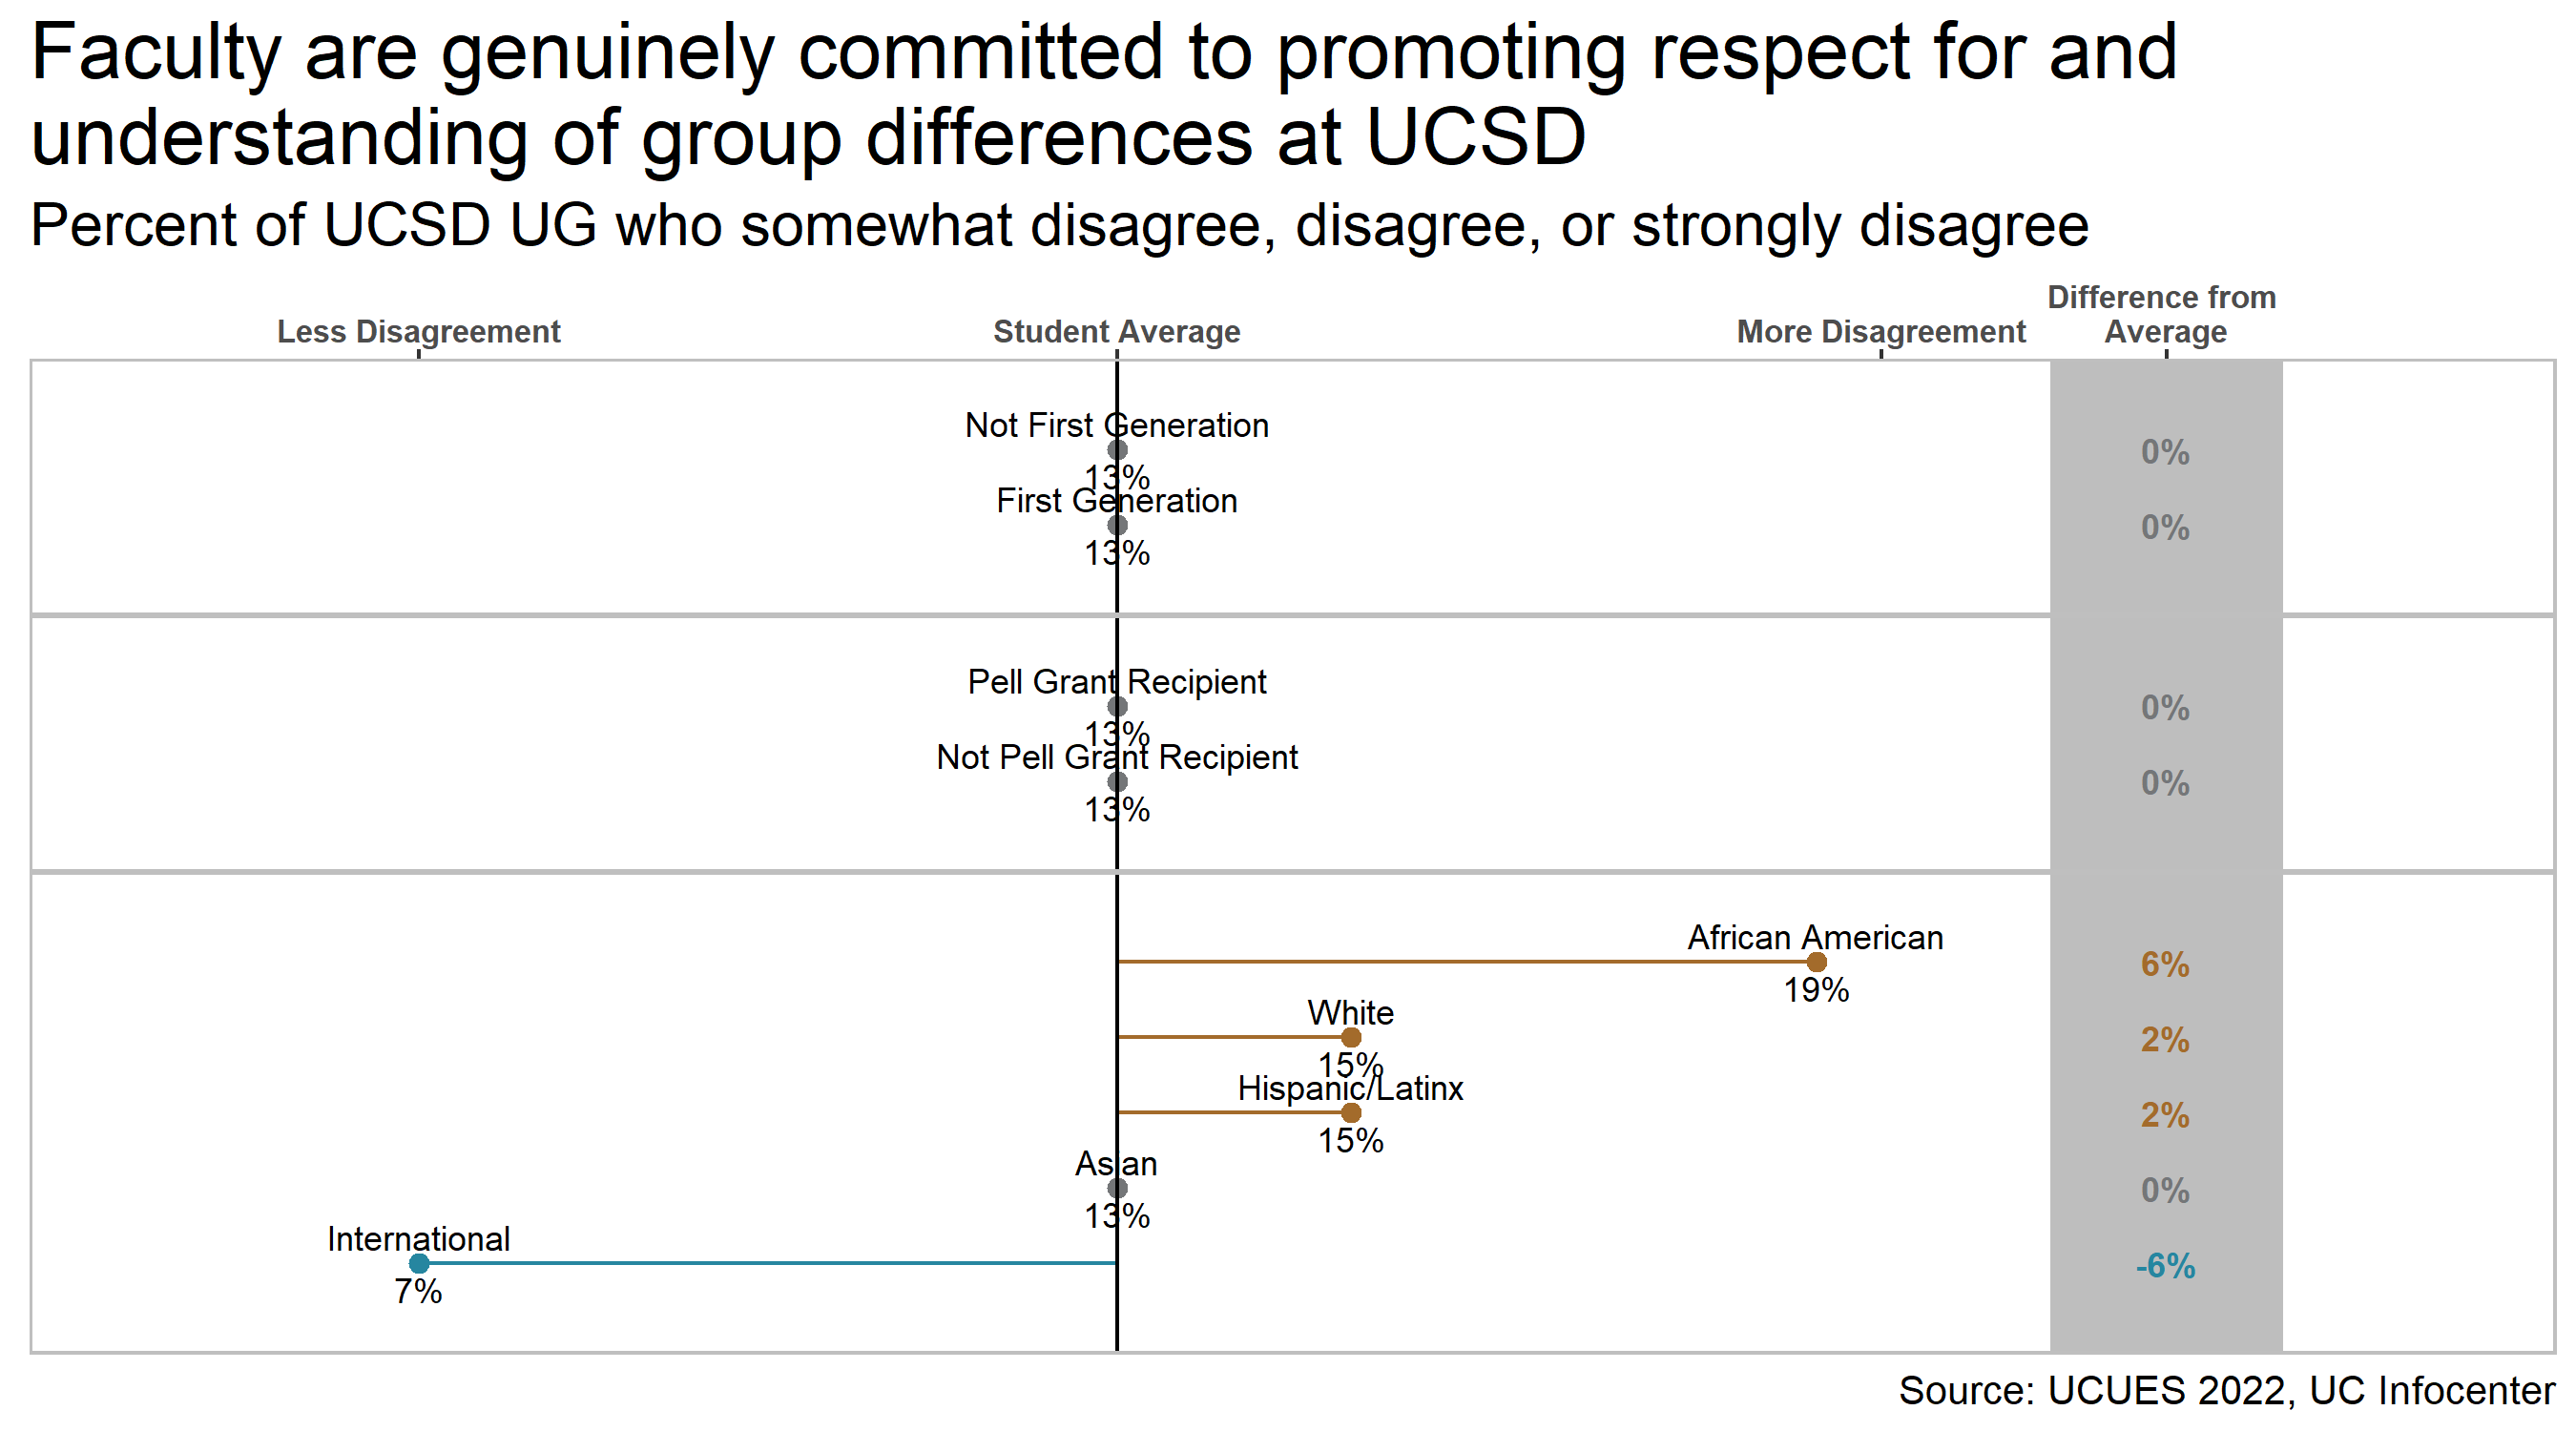 Faculty are genuinely committed to promoting respect for and
understanding of group differences at UCSD
Percent of UCSD UG who somewhat disagree, disagree, or strongly disagree
Less Disagreement
Student Average
More Disagreement
Difference from
Average
Not First Generation
13%
0%
First Generation
13%
0%
Pell Grant Recipient
13%
0%
Not Pell Grant Recipient
13%
0%
African American
19%
6%
White
15%
2%
Hispanic/Latinx
15%
2%
Asian
13%
0%
International
7%
-6%
Source: UCUES 2022, UC Infocenter